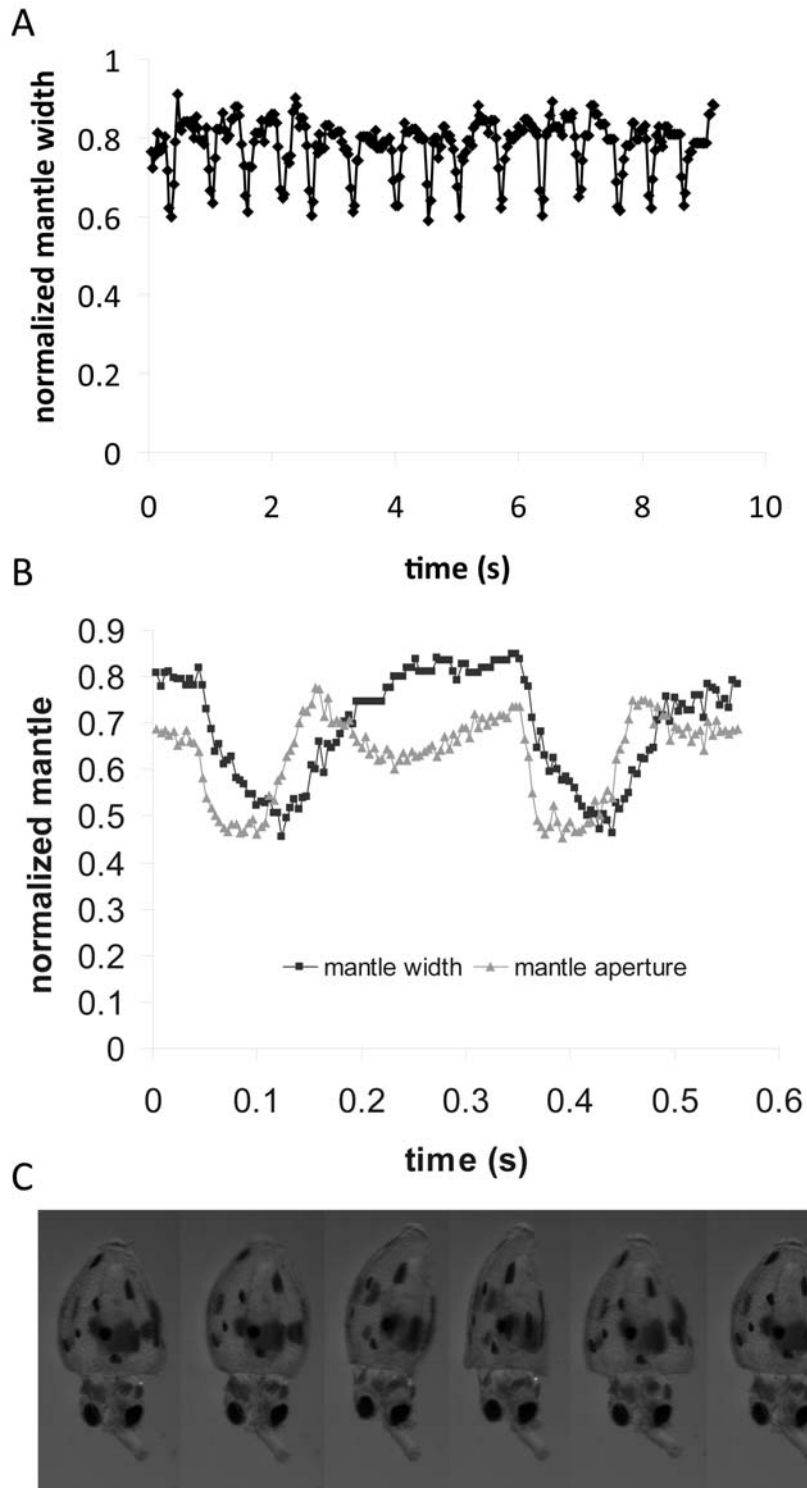 A
normalized mantle width
1
0.8
0.6
0.4
0.2
0
0 2 4 6 8 10
time (s)
B
normalized mantle
0.9
0.8
0.7
0.6
0.5
0.4
0.3
0.2
0.1
0
mantle width mantle aperture
0 0.1 0.2 0.3 0.4 0.5 0.6
time (s)
C